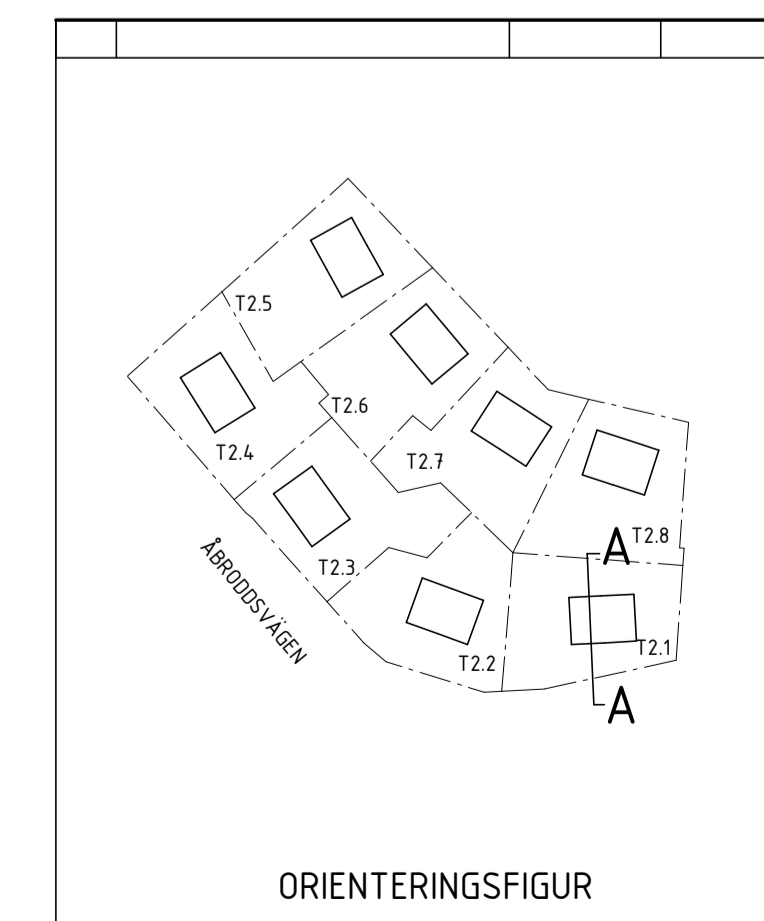 T2.5
T2.6
T2.4
T2.7
T2.8
A
T2.3
ÅBRODDSVÄGEN
T2.2
T2.1
A
ORIENTERINGSFIGUR